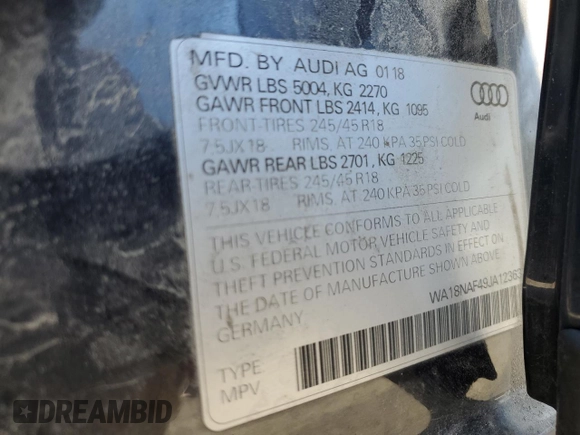 MFD. BY AUDI AG 01 18
GVWR LBS 5004, KG 2270
GAWR FRONT LBS 2414, KG 1095
FRONT-TIRES 245/45 R18
7.5JX18 RIMS, AT 240 KPA 35 PSI COLD
GAWR REAR LBS 2701, KG 1225
REAR-TIRES 245/45 R18
7.5JX18 RIMS, AT 240 KPA 35 PSI COLD
Audi
THIS VEHICLE CONFORMS TO ALL APPLICABLE
U.S. FEDERAL MOTOR VEHICLE SAFETY AND
THEFT PREVENTION STANDARDS IN EFFECT ON
THE DATE OF MANUFACTURE SHOWN ABOVE.
GERMANY
WA18NAF49JA12363
TYPE
MPV
DREAMBID